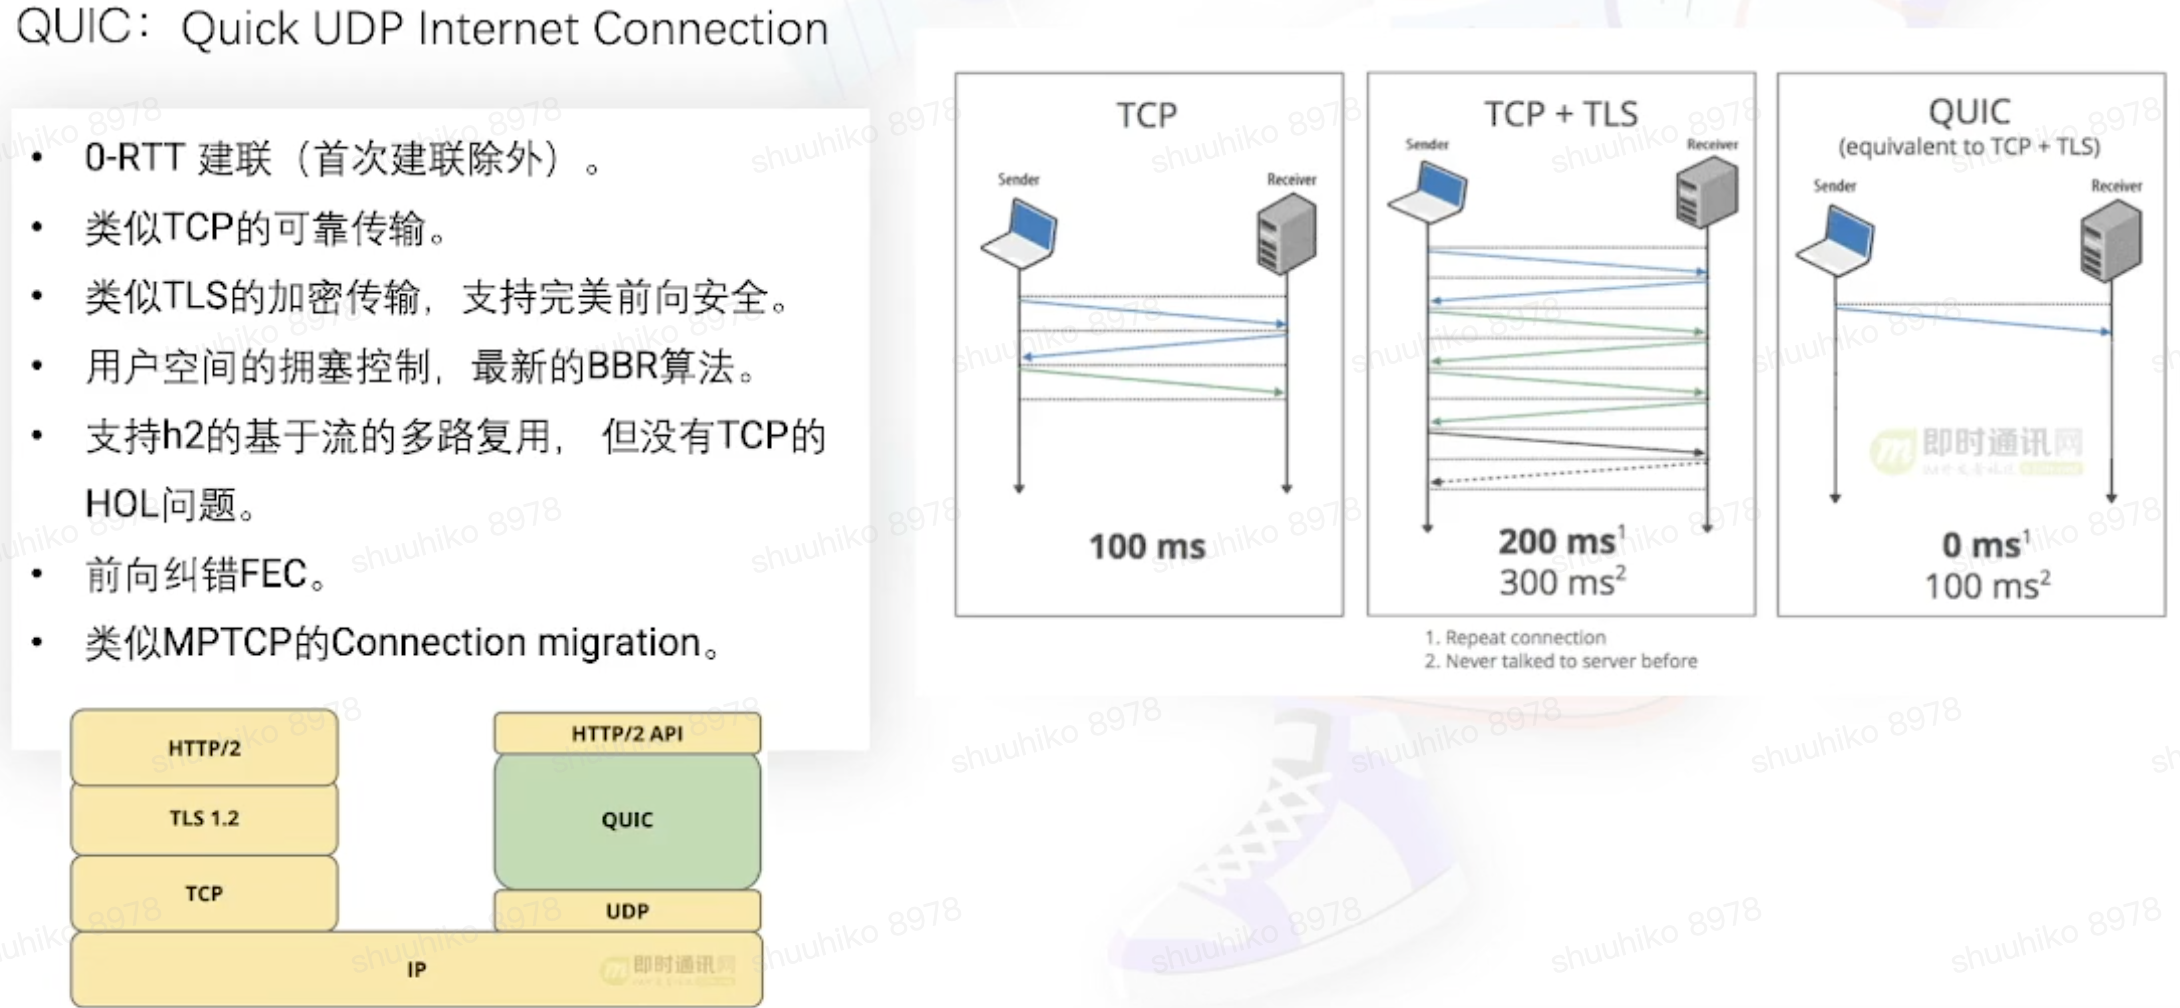 QUIC：Quick UDP Internet Connection
• 0-RTT 建联（首次建联除外）。
• 类似TCP的可靠传输。
• 类似TLS的加密传输，支持完美前向安全。
• 用户空间的拥塞控制，最新的BBR算法。
• 支持h2的基于流的多路复用，但没有TCP的
HOL问题。
• 前向纠错FEC。
• 类似MPTCP的Connection migration。
HTTP/2
TLS 1.2
TCP
HTTP/2 API
QUIC
UDP
IP
即时通讯网
TCP
Sender
Receiver
100 ms
TCP + TLS
Sender
Receiver
200 ms¹
300 ms²
QUIC
(equivalent to TCP + TLS)
Sender
Receiver
即时通讯网
0 ms¹
100 ms²
1. Repeat connection
2. Never talked to server before
shuuhiko 8978